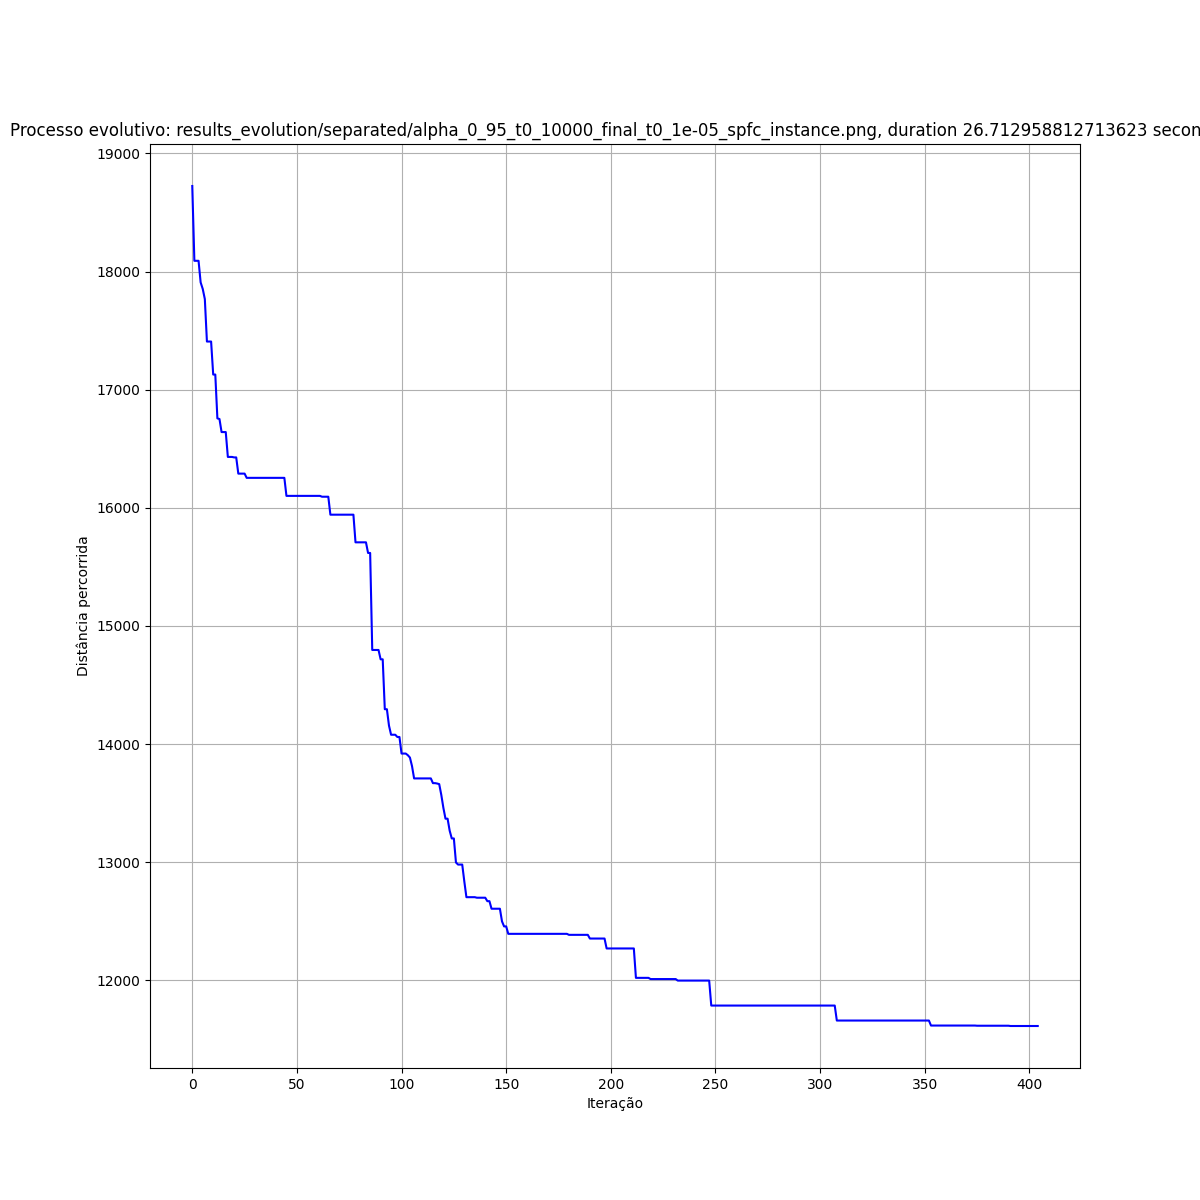 Processo evolutivo: results_evolution/separated/alpha_0_95_t0_10000_final_t0_1e-05_spfc_instance.png, duration 26.712958812713623 secon
19000
18000
17000
16000
15000
14000
13000
12000
Distância percorrida
0 50 100 150 200 250 300 350 400
Iteração